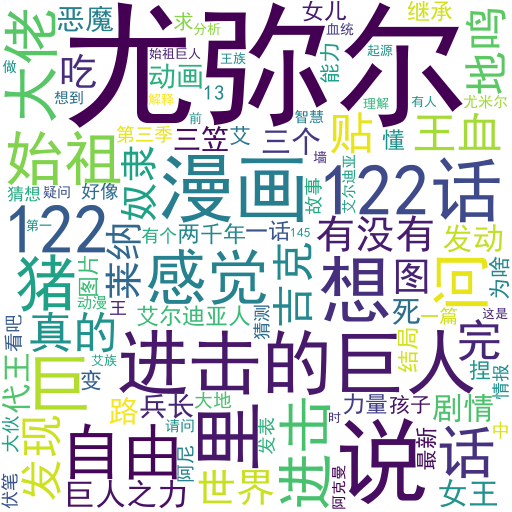 尤弥尔
漫画
122话
122
进击的巨人
感觉
想
说
问
里
自由
巨
始祖
大佬
猪
进击
话
地鸣
王血
吉克
莱纳
奴隶
真的
发现
世界
有没有
图
贴
完
吃
路
恶魔
求
分析
始祖巨人
王族
血统
女儿
继承
动画
能力
起源
做
想到
解释
13
前
智慧
理解
有人
尤米尔
第三季
三笠
艾
三个
墙
懂
猜想
疑问
好像
故事
艾尔迪亚
第一
有个
两千年
一话
145
发动
为啥
图片
动漫
王
看吧
艾尔迪亚人
猜测
死
一篇
这是
代王
变
艾族
结局
捏
情报
大伙
兵长
大地
力量
孩子
剧情
最新
中
伏笔
请问
发表
阿尼
巨人之力
阿克曼
女王